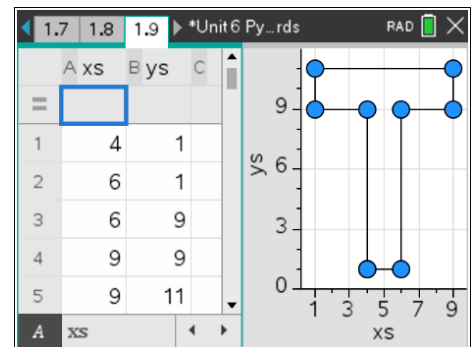 1.7 1.8 1.9 *Unit 6 Py...rds RAD
A xs B ys C
=
1 4 1
2 6 1
3 6 9
4 9 9
5 9 11
A xs
ys
9
6
3
0
1 3 5 7 9
xs